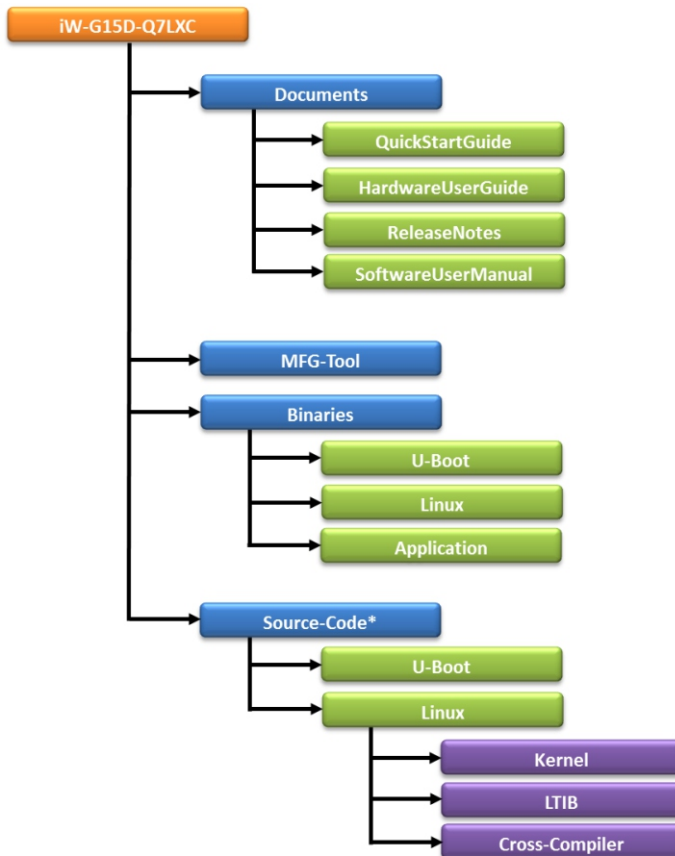 iW-G15D-Q7LXC
Documents
QuickStartGuide
HardwareUserGuide
ReleaseNotes
SoftwareUserManual
MFG-Tool
Binaries
U-Boot
Linux
Application
Source-Code*
U-Boot
Linux
Kernel
LTIB
Cross-Compiler